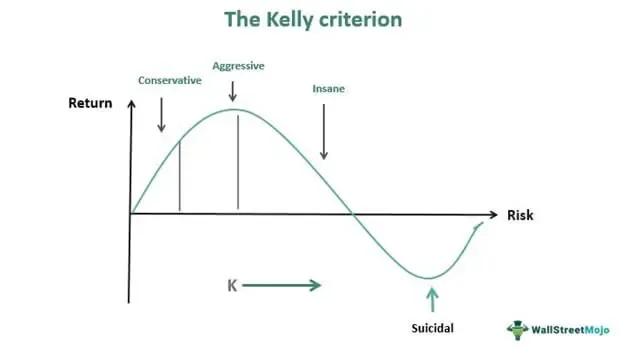 The Kelly criterion
Aggressive
Conservative
Insane
Return
Risk
K
Suicidal
WallStreetMojo